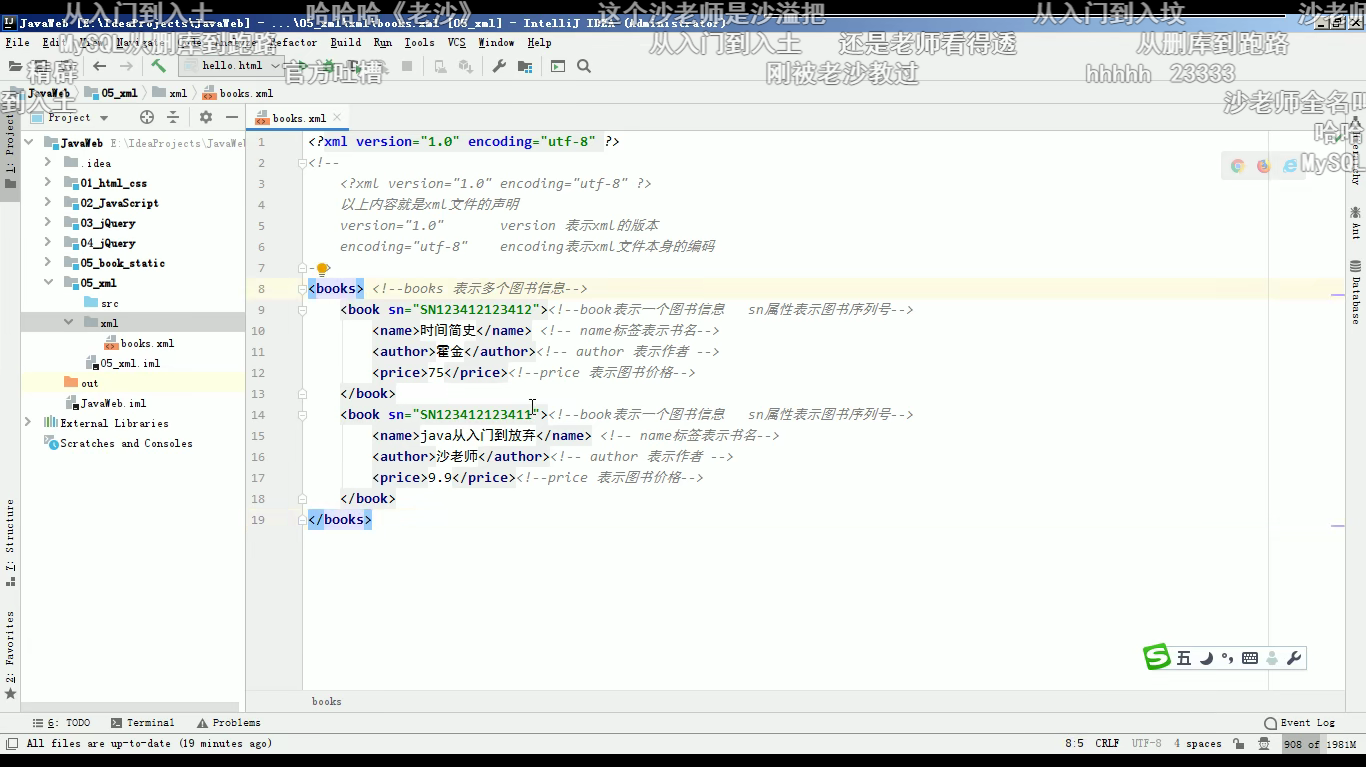 从入门到入土 哈哈哈《老沙》 这个沙老师是沙溢把 从入门到入坟 沙老师
JavaWeb [E:\IdeaProjects\JavaWeb] - ...\05_xml\xml\books.xml [05_xml] - IntelliJ IDEA (Administrator)
File Edit View Navigate Code Analyze Refactor Build Run Tools VCS Window Help
MySQL从删库到跑路 从入门到入土 还是老师看得透 从删库到跑路
hello.html
精辟 官方吐槽 刚被老沙教过 hhhhh 23333
JavaWeb 05_xml xml books.xml
到入土 沙老师全名叫
Project books.xml
哈哈
MySQL
1: Project
JavaWeb E:\IdeaProjects\JavaWe
.idea
01_html_css
02_JavaScript
03_jQuery
04_jQuery
05_book_static
05_xml
src
xml
books.xml
05_xml.iml
out
JavaWeb.iml
External Libraries
Scratches and Consoles
1 <?xml version="1.0" encoding="utf-8" ?>
2 <!--
3 <?xml version="1.0" encoding="utf-8" ?>
4 以上内容就是xml文件的声明
5 version="1.0" version 表示xml的版本
6 encoding="utf-8" encoding表示xml文件本身的编码
7 -->
8 <books> <!--books 表示多个图书信息-->
9 <book sn="SN123412123412"><!--book表示一个图书信息 sn属性表示图书序列号-->
10 <name>时间简史</name> <!-- name标签表示书名-->
11 <author>霍金</author><!-- author 表示作者 -->
12 <price>75</price><!--price 表示图书价格-->
13 </book>
14 <book sn="SN123412123411"><!--book表示一个图书信息 sn属性表示图书序列号-->
15 <name>java从入门到放弃</name> <!-- name标签表示书名-->
16 <author>沙老师</author><!-- author 表示作者 -->
17 <price>9.9</price><!--price 表示图书价格-->
18 </book>
19 </books>
Ant
Database
7: Structure
2: Favorites
五
books
6: TODO Terminal Problems Event Log
All files are up-to-date (19 minutes ago) 8:5 CRLF UTF-8 4 spaces 908 of 1981M